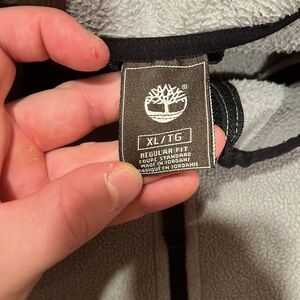 ®
XL/TG
REGULAR FIT
COUPE STANDARD
MADE IN JORDAN/
FABRIQUÉ EN JORDANIE